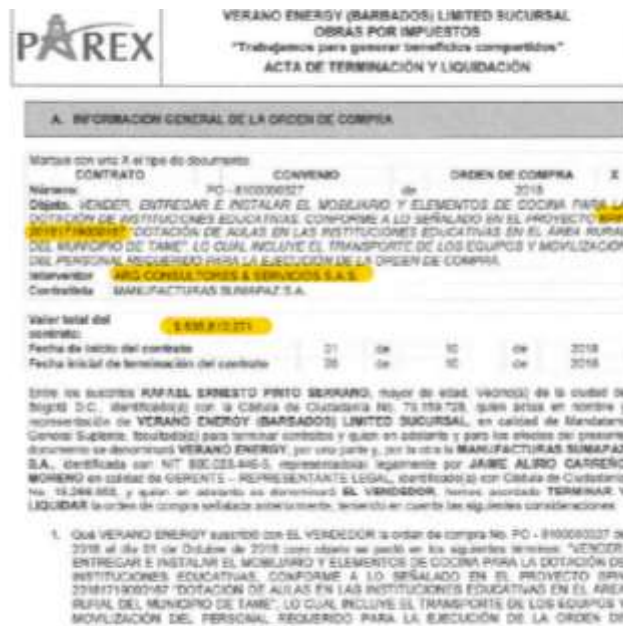 PAREX
VERANO ENERGY (BARBADOS) LIMITED SUCURSAL
OBRAS POR IMPUESTOS
"Trabajamos para generar beneficios compartidos"
ACTA DE TERMINACIÓN Y LIQUIDACIÓN
A. INFORMACIÓN GENERAL DE LA ORDEN DE COMPRA
Marque con una X el tipo de documento
CONTRATO CONVENIO ORDEN DE COMPRA X
Número: PO - 8100000327 de 2018
Objeto. VENDER, ENTREGAR E INSTALAR EL MOBILIARIO Y ELEMENTOS DE COCINA PARA LA
DOTACIÓN DE INSTITUCIONES EDUCATIVAS, CONFORME A LO SEÑALADO EN EL PROYECTO BPIN
"DOTACIÓN DE AULAS EN LAS INSTITUCIONES EDUCATIVAS EN EL ÁREA RURAL
DEL MUNICIPIO DE TAME", LO CUAL INCLUYE EL TRANSPORTE DE LOS EQUIPOS Y MOVILIZACIÓN
DEL PERSONAL REQUERIDO PARA LA EJECUCIÓN DE LA ORDEN DE COMPRA.
Interventor ARG CONSULTORES & SERVICIOS S.A.S.
Contratista MANUFACTURAS SUMAPAZ S.A.
Valor total del
contrato:
Fecha de inicio del contrato de de 2018
Fecha inicial de terminación del contrato de de 2018
Entre los suscritos RAFAEL ERNESTO PINTO SERRANO, mayor de edad, vecino(a) de la ciudad de
Bogotá D.C., identificado(a) con la Cédula de Ciudadanía No. quien actúa en nombre y
representación de VERANO ENERGY (BARBADOS) LIMITED SUCURSAL, en calidad de Mandatario
General Suplente, facultado(a) para terminar contratos y quien en adelante y para los efectos del presente
documento se denominará VERANO ENERGY, por una parte y, por la otra la MANUFACTURAS SUMAPAZ
S.A., identificada con NIT representado(a) legalmente por JAIME ALIRIO CARREÑO
MORENO en calidad de GERENTE - REPRESENTANTE LEGAL, identificado(a) con Cédula de Ciudadanía
No. y quien en adelante se denominará EL VENDEDOR, hemos acordado TERMINAR Y
LIQUIDAR la orden de compra señalada anteriormente, teniendo en cuenta las siguientes consideraciones:
1. Que VERANO ENERGY suscribió con EL VENDEDOR la orden de compra No. PO - 8100000327 de
2018 el día 01 de Octubre de 2018 cuyo objeto se pactó en los siguientes términos: "VENDER,
ENTREGAR E INSTALAR EL MOBILIARIO Y ELEMENTOS DE COCINA PARA LA DOTACIÓN DE
INSTITUCIONES EDUCATIVAS, CONFORME A LO SEÑALADO EN EL PROYECTO BPIN
"DOTACIÓN DE AULAS EN LAS INSTITUCIONES EDUCATIVAS EN EL ÁREA
RURAL DEL MUNICIPIO DE TAME", LO CUAL INCLUYE EL TRANSPORTE DE LOS EQUIPOS Y
MOVILIZACIÓN DEL PERSONAL REQUERIDO PARA LA EJECUCIÓN DE LA ORDEN DE